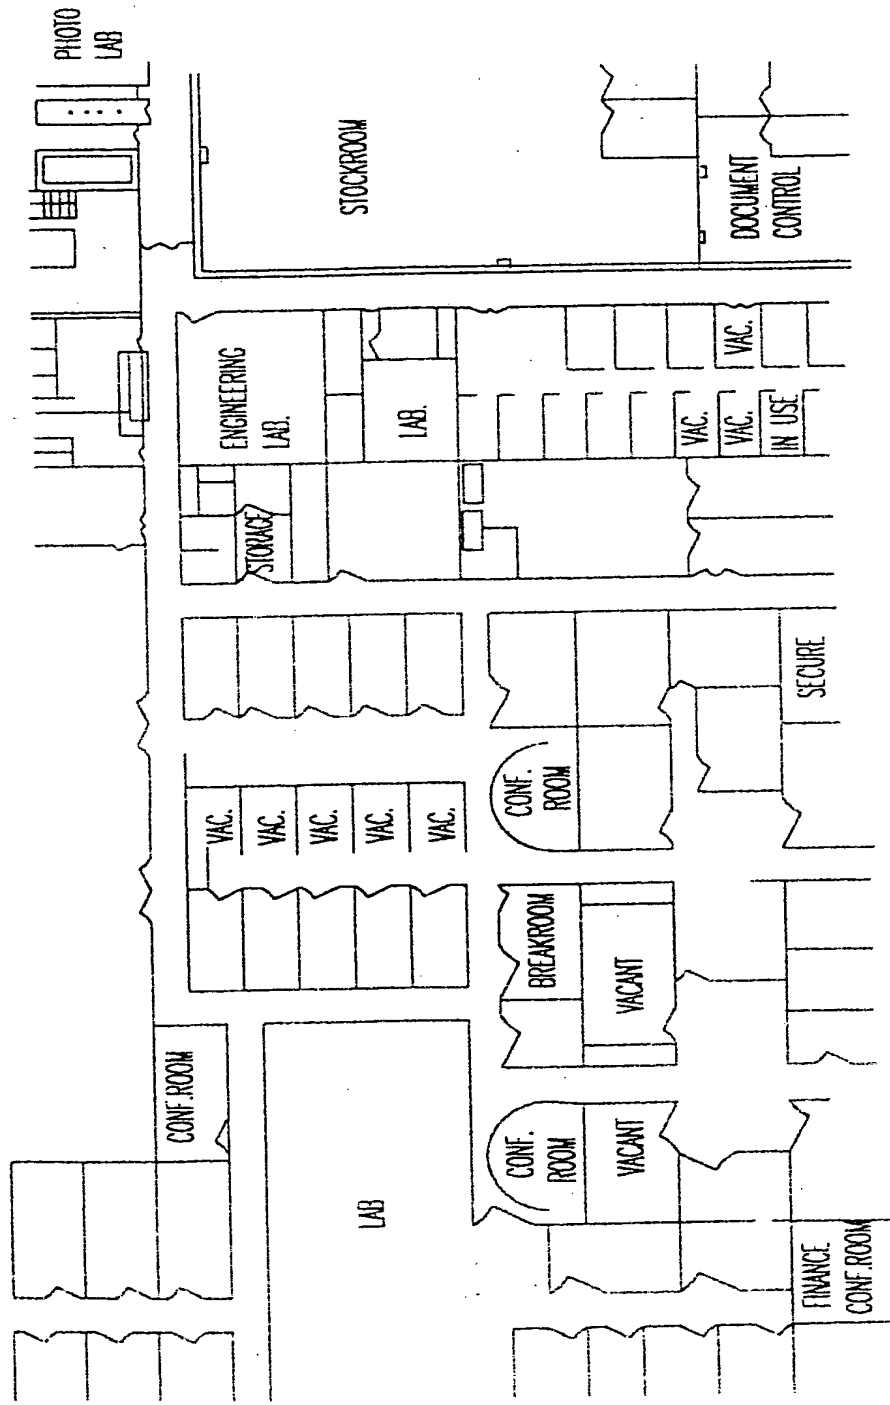 PHOTO
LAB
CONF.ROOM
VAC.
ENGINEERING
LAB.
STORAGE
VAC.
VAC.
STOCKROOM
LAB
VAC.
LAB.
VAC.
CONF.
ROOM
BREAKROOM
CONF.
ROOM
VACANT
VACANT
VAC.
VAC.
VAC.
DOCUMENT
CONTROL
IN USE
SECURE
FINANCE
CONF.ROOM